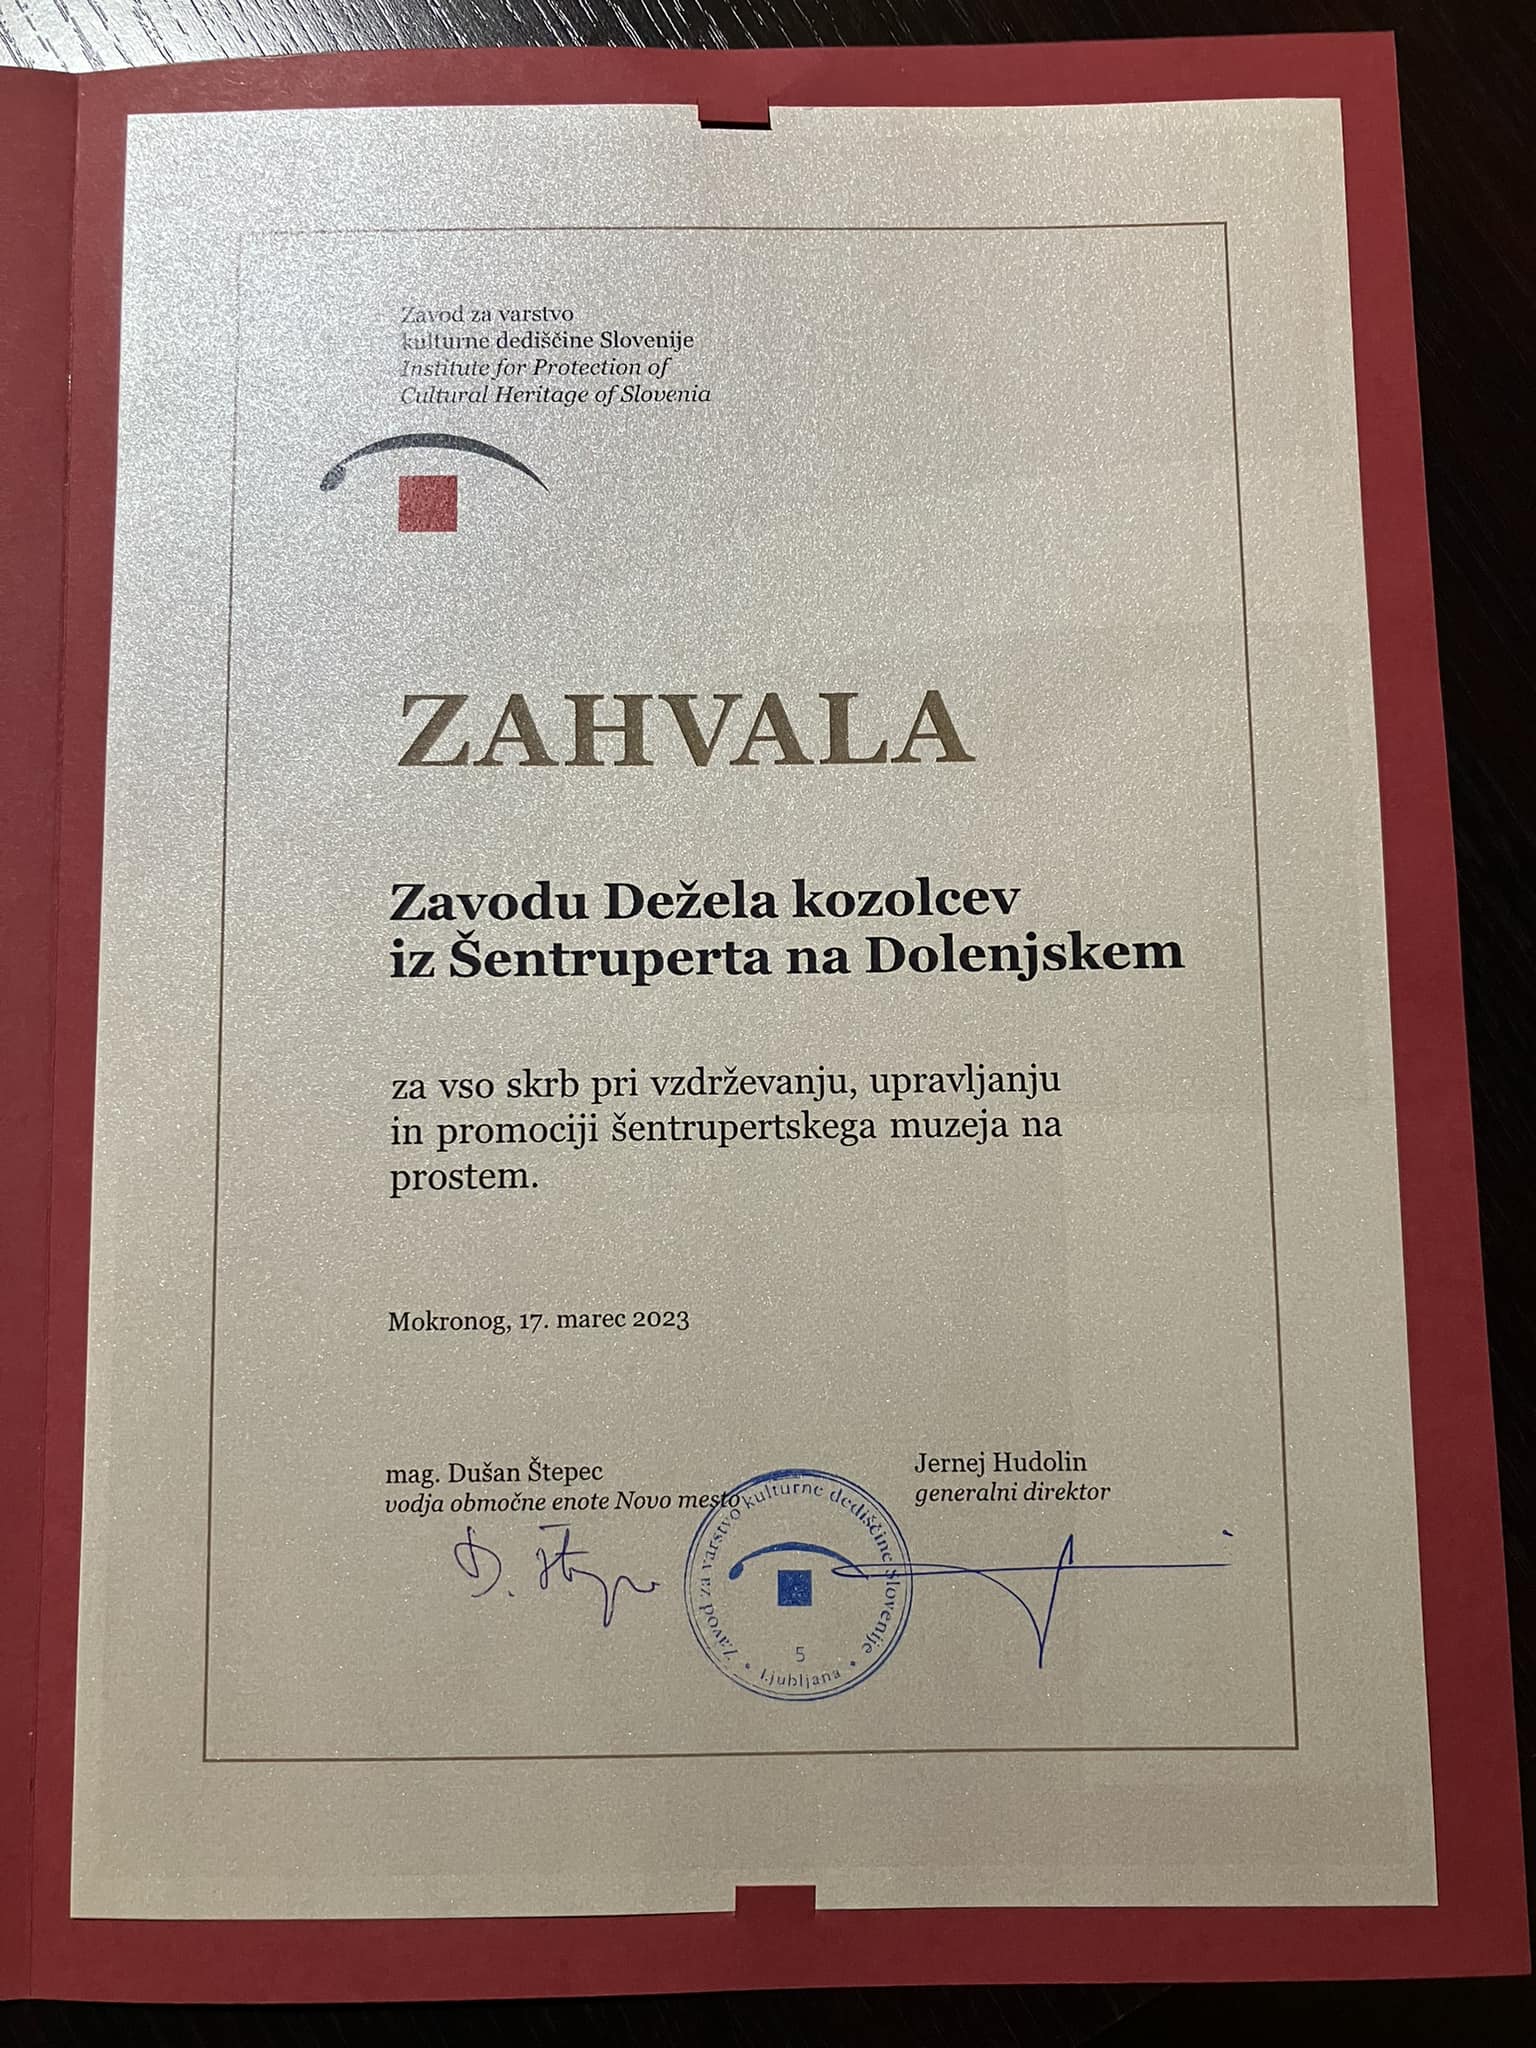 Zavod za varstvo
kulturne dediščine Slovenije
Institute for Protection of
Cultural Heritage of Slovenia
ZAHVALA
Zavodu Dežela kozolcev
iz Šentruperta na Dolenjskem
za vso skrb pri vzdrževanju, upravljanju
in promociji šentrupertskega muzeja na
prostem.
Mokronog, 17. marec 2023
mag. Dušan Štepec
vodja območne enote Novo mesto
Jernej Hudolin
generalni direktor
Zavod za varstvo kulturne dediščine Slovenije
5
• Ljubljana •